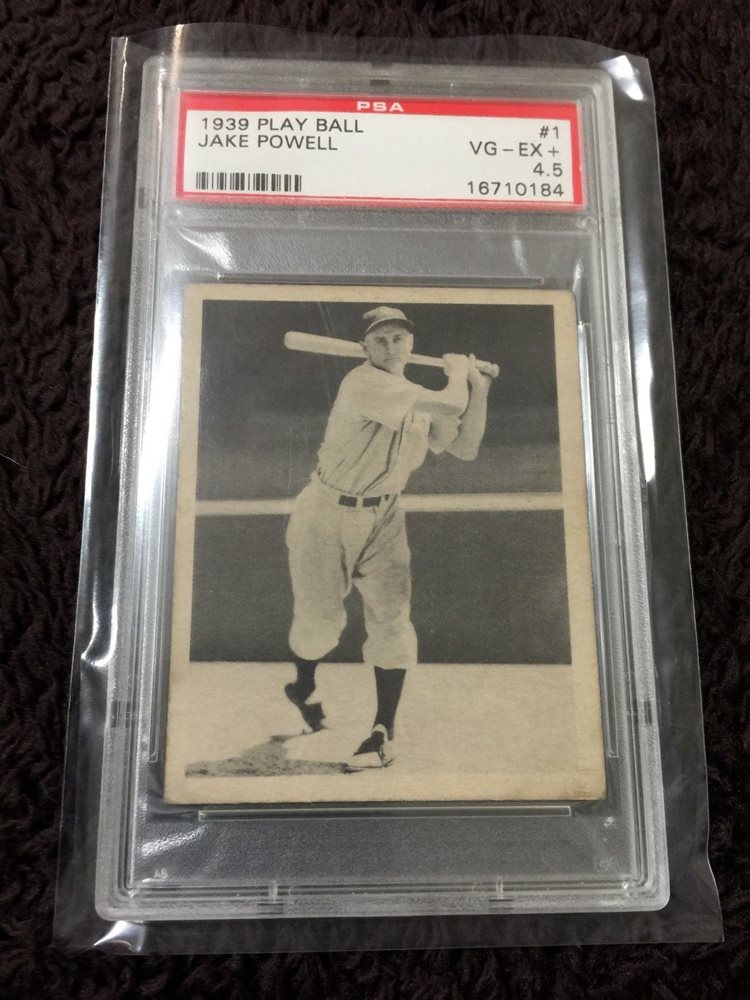 PSA
1939 PLAY BALL #1
JAKE POWELL VG-EX+
4.5
16710184